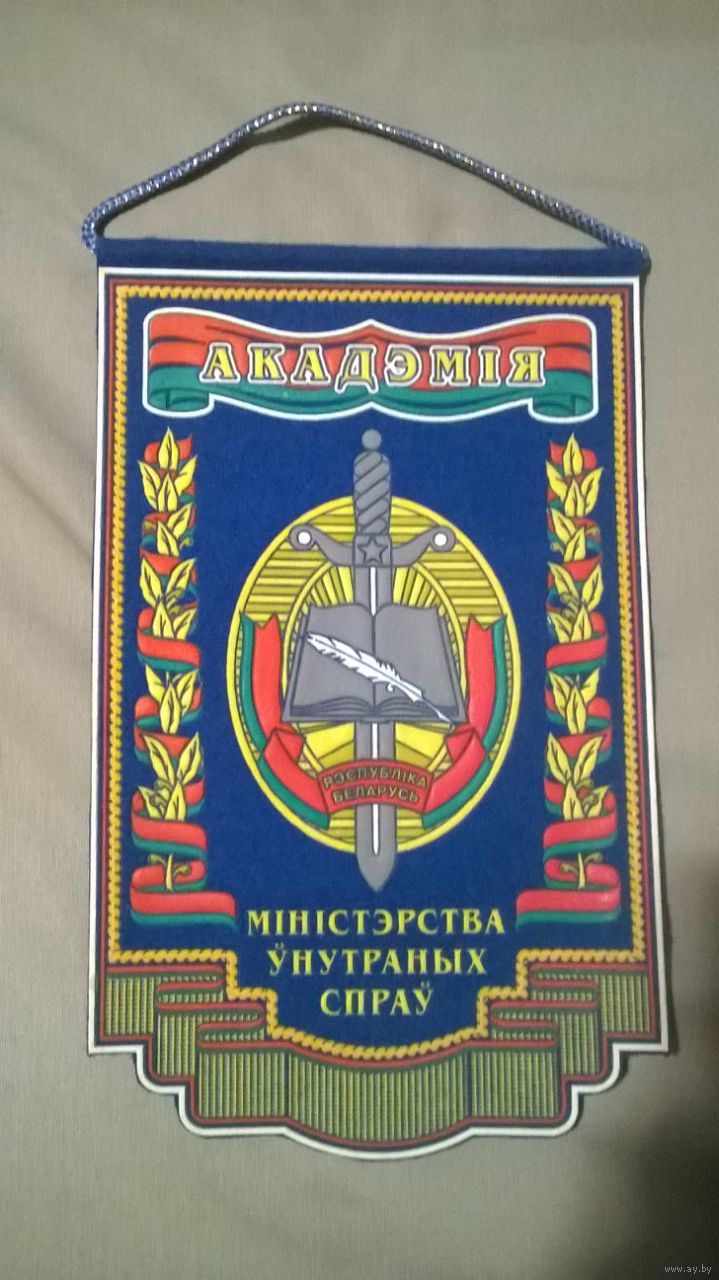 АКАДЭМІЯ
РЭСПУБЛІКА
БЕЛАРУСЬ
МІНІСТЭРСТВА
ЎНУТРАНЫХ
СПРАЎ
www.ay.by